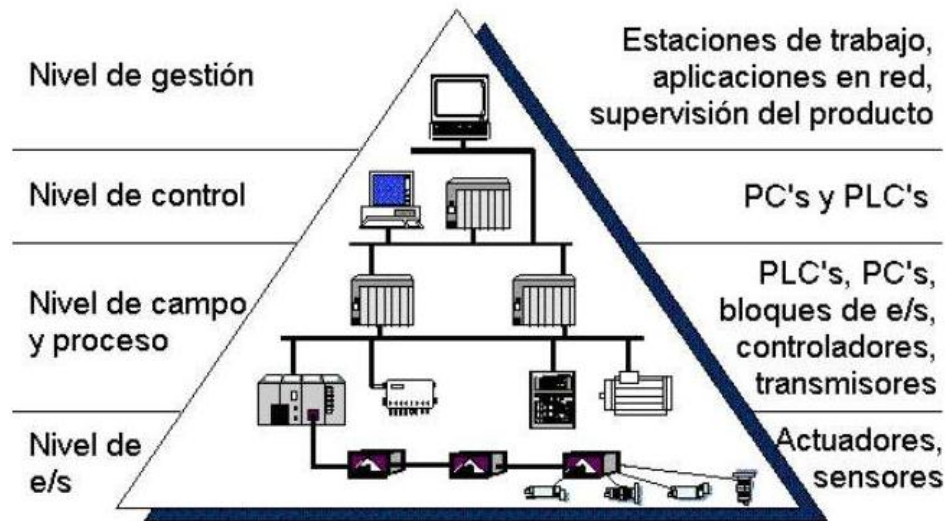 Nivel de gestión
Estaciones de trabajo,
aplicaciones en red,
supervisión del producto
Nivel de control
PC's y PLC's
Nivel de campo
y proceso
PLC's, PC's,
bloques de e/s,
controladores,
transmisores
Nivel de
e/s
Actuadores,
sensores